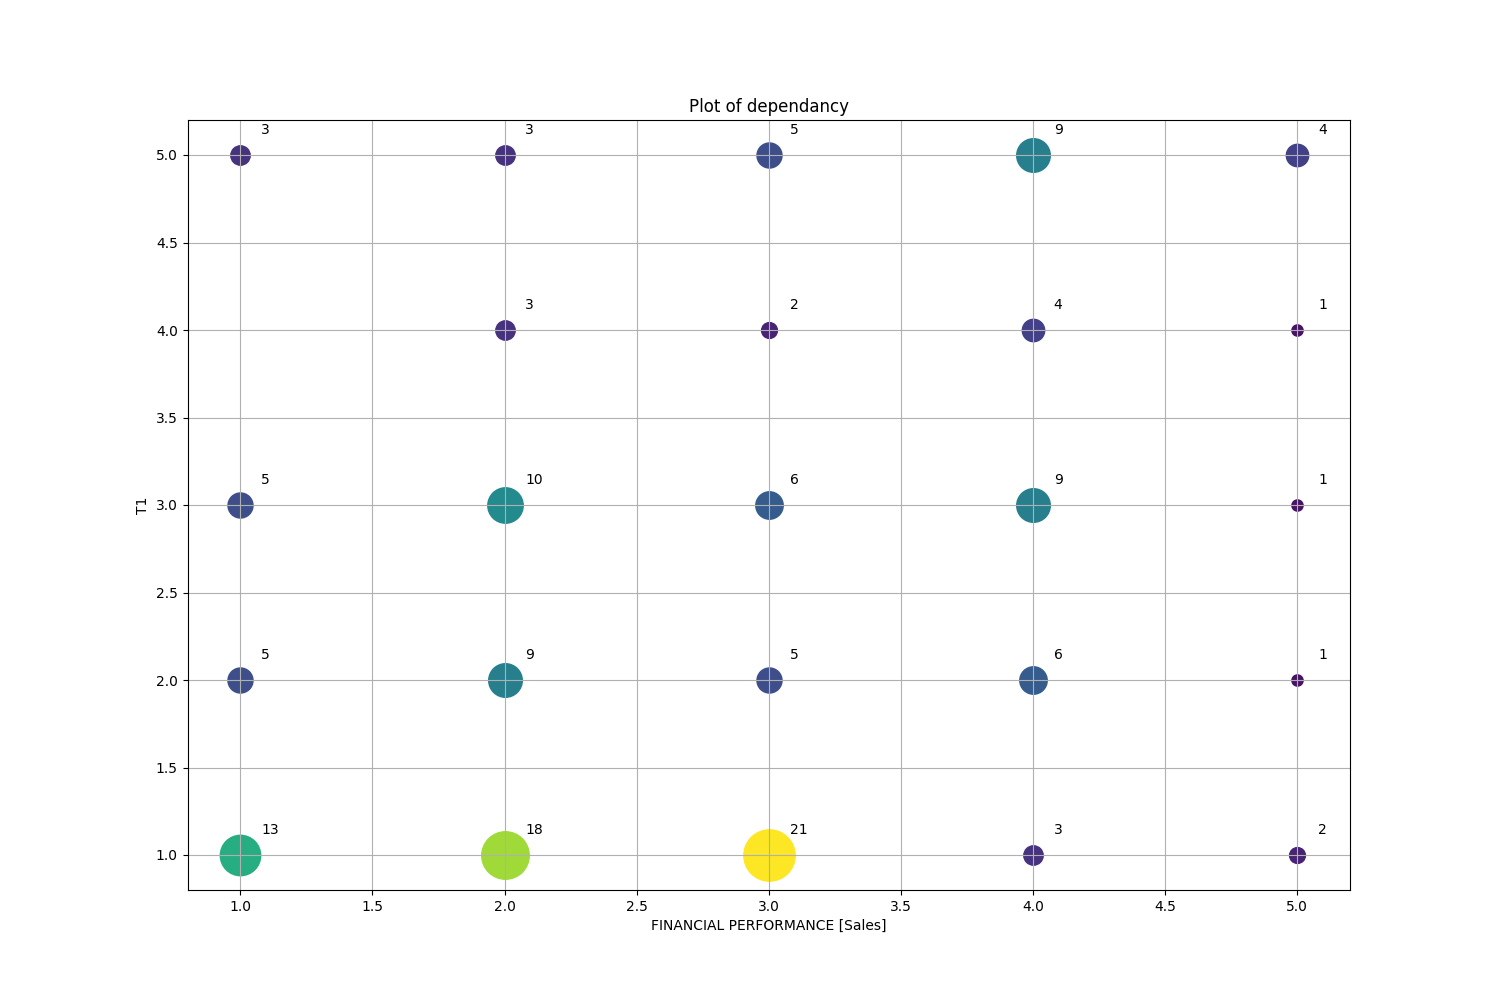 Plot of dependancy
3 3 5 9 4
5.0
4.5
3 2 4 1
4.0
3.5
5 10 6 9 1
3.0
T1
2.5
5 9 5 6 1
2.0
1.5
13 18 21 3 2
1.0
1.0 1.5 2.0 2.5 3.0 3.5 4.0 4.5 5.0
FINANCIAL PERFORMANCE [Sales]